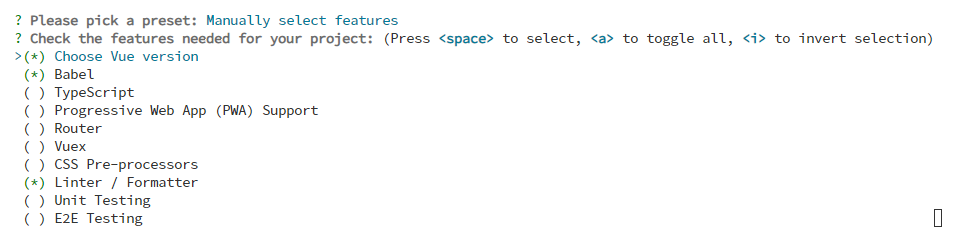 ? Please pick a preset: Manually select features
? Check the features needed for your project: (Press <space> to select, <a> to toggle all, <i> to invert selection)
>(*) Choose Vue version
 (*) Babel
 ( ) TypeScript
 ( ) Progressive Web App (PWA) Support
 ( ) Router
 ( ) Vuex
 ( ) CSS Pre-processors
 (*) Linter / Formatter
 ( ) Unit Testing
 ( ) E2E Testing